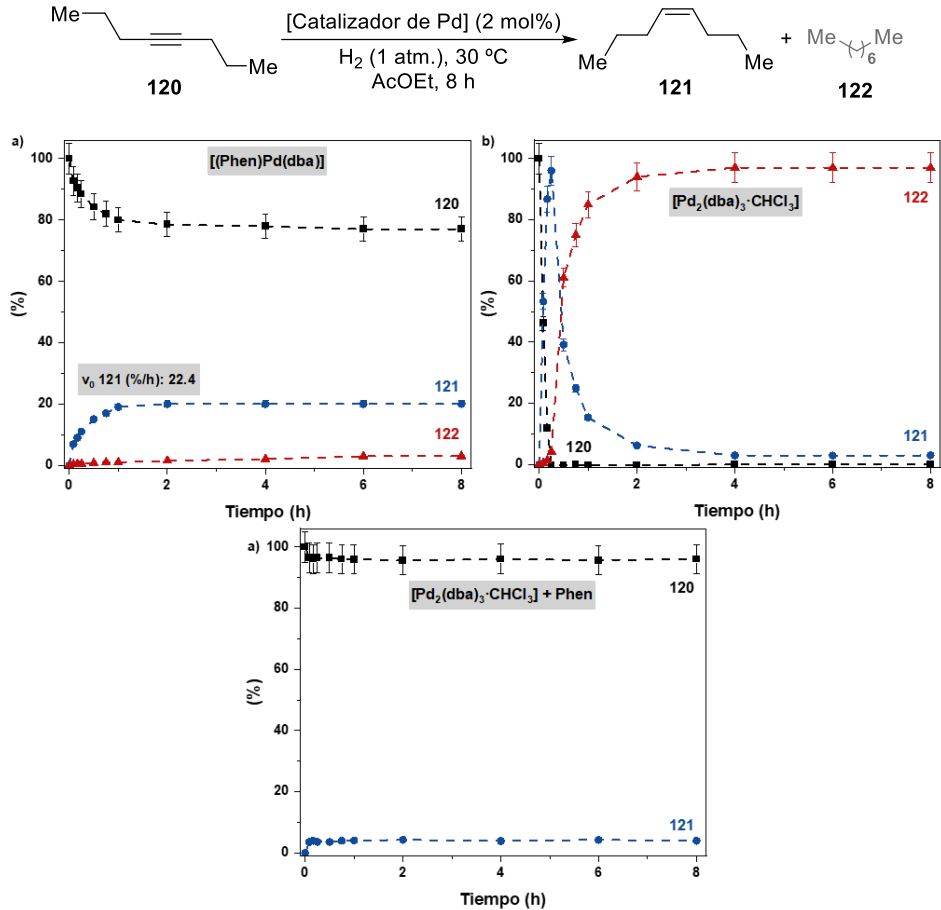 Me
Me
120
[Catalizador de Pd] (2 mol%)
H2 (1 atm.), 30 ºC
AcOEt, 8 h
Me
Me
121
+
Me
Me
6
122
a)
[(Phen)Pd(dba)]
120
v0 121 (%/h): 22.4
121
122
(%)
100
80
60
40
20
0
0
2
4
6
8
Tiempo (h)
b)
122
[Pd2(dba)3·CHCl3]
120
121
(%)
100
80
60
40
20
0
0
2
4
6
8
Tiempo (h)
a)
120
[Pd2(dba)3·CHCl3] + Phen
121
(%)
100
80
60
40
20
0
0
2
4
6
8
Tiempo (h)